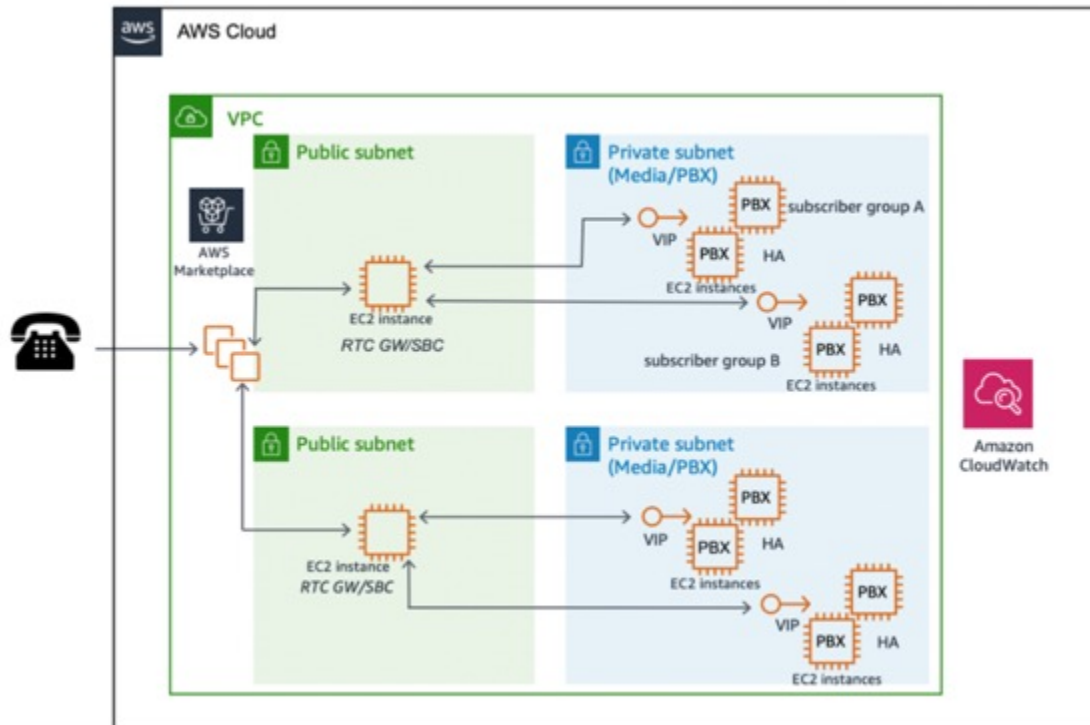 aws
AWS Cloud
VPC
Public subnet
Private subnet
(Media/PBX)
PBX
subscriber group A
VIP
PBX
HA
EC2 instances
AWS
Marketplace
EC2 instance
RTC GW/SBC
PBX
VIP
PBX
HA
subscriber group B
EC2 instances
Public subnet
Private subnet
(Media/PBX)
Amazon
CloudWatch
PBX
VIP
PBX
HA
EC2 instance
RTC GW/SBC
EC2 instances
PBX
VIP
PBX
HA
EC2 instances